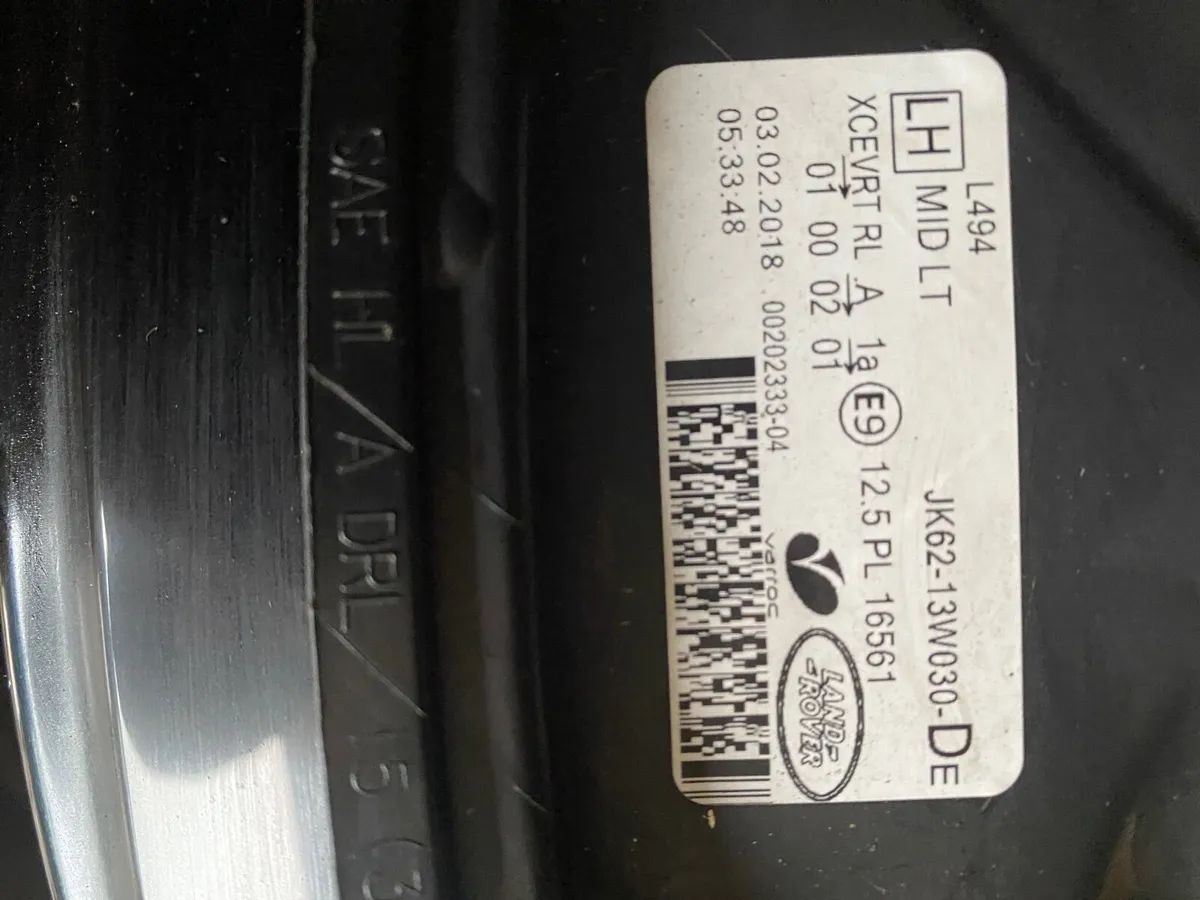 L494
LH MID LT JK62-13W030-DE
XCEVRT RL A 1a E9 12.5 PL 16561
01 00 02 01
varroc
LAND-
-ROVER
03.02.2018 00202333-04
05:33:48
SAE HL/A DRL/15 (3